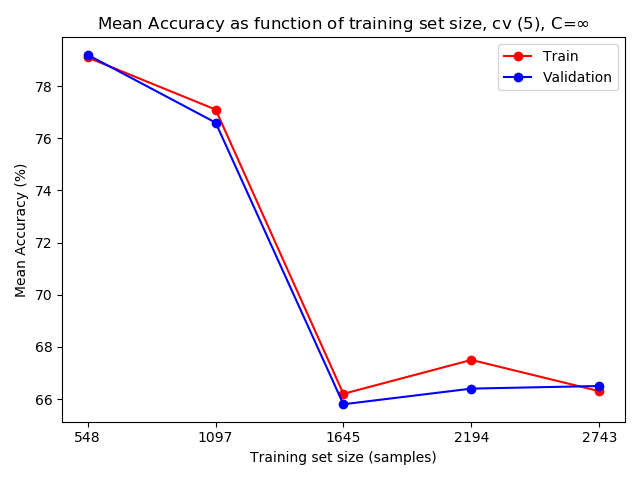 Mean Accuracy as function of training set size, cv (5), C=∞
Train
Validation
Mean Accuracy (%)
78
76
74
72
70
68
66
548 1097 1645 2194 2743
Training set size (samples)